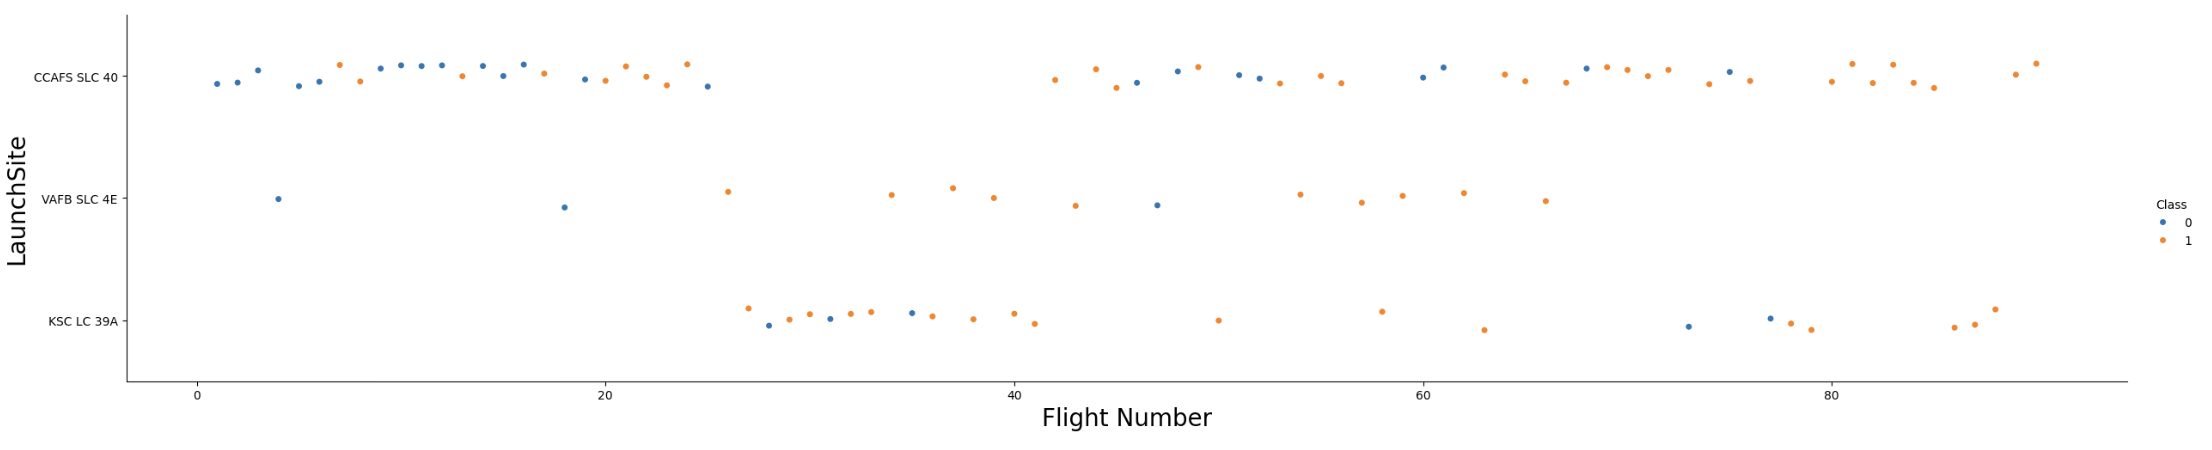 LaunchSite
CCAFS SLC 40
VAFB SLC 4E
KSC LC 39A
0
20
40
60
80
Flight Number
Class
0
1